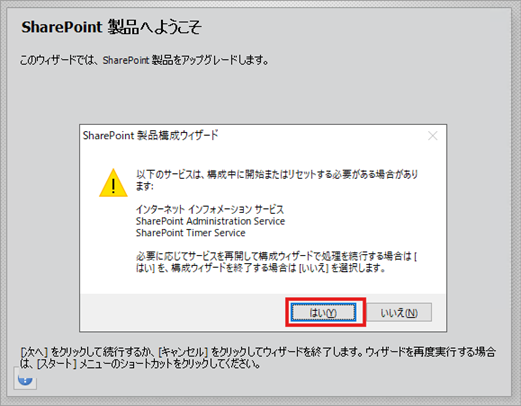 SharePoint 製品へようこそ
このウィザードでは、SharePoint 製品をアップグレードします。
SharePoint 製品構成ウィザード
以下のサービスは、構成中に開始またはリセットする必要がある場合があり
ます:
インターネット インフォメーション サービス
SharePoint Administration Service
SharePoint Timer Service
必要に応じてサービスを再開して構成ウィザードで処理を続行する場合は [
はい] を、構成ウィザードを終了する場合は [いいえ] を選択します。
はい(Y)
いいえ(N)
[次へ] をクリックして続行するか、[キャンセル] をクリックしてウィザードを終了します。ウィザードを再度実行する場合
は、[スタート] メニューのショートカットをクリックしてください。